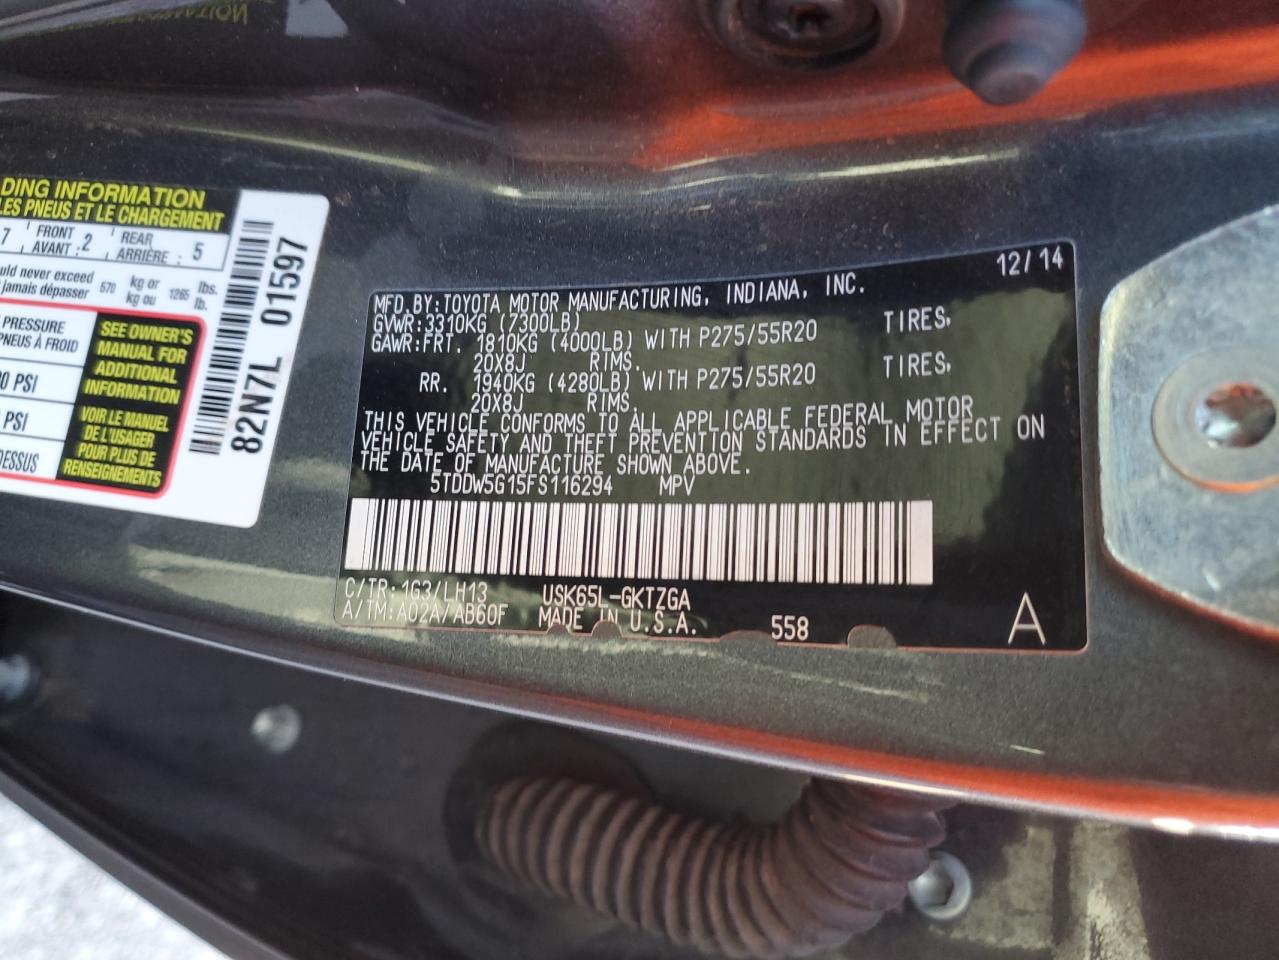 DING INFORMATION
LES PNEUS ET LE CHARGEMENT
7 FRONT AVANT : 2 REAR ARRIÈRE : 5
uld never exceed
jamais dépasser 570 kg or kg ou 1265 lbs. lb.
PRESSURE
PNEUS À FROID
PSI
PSI
DESSUS
SEE OWNER'S
MANUAL FOR
ADDITIONAL
INFORMATION
VOIR LE MANUEL
DE L'USAGER
POUR PLUS DE
RENSEIGNEMENTS
82N7L 01597
12/14
MFD. BY: TOYOTA MOTOR MANUFACTURING, INDIANA, INC.
GVWR: 3310KG (7300LB)
GAWR: FRT. 1810KG (4000LB) WITH P275/55R20 TIRES,
20X8J RIMS.
RR. 1940KG (4280LB) WITH P275/55R20 TIRES,
20X8J RIMS.
THIS VEHICLE CONFORMS TO ALL APPLICABLE FEDERAL MOTOR
VEHICLE SAFETY AND THEFT PREVENTION STANDARDS IN EFFECT ON
THE DATE OF MANUFACTURE SHOWN ABOVE.
5TDDW5G15FS116294 MPV
C/TR: 1G3/LH13 USK65L-GKTZGA
A/TM: A02A/AB60F MADE IN U.S.A. 558
A